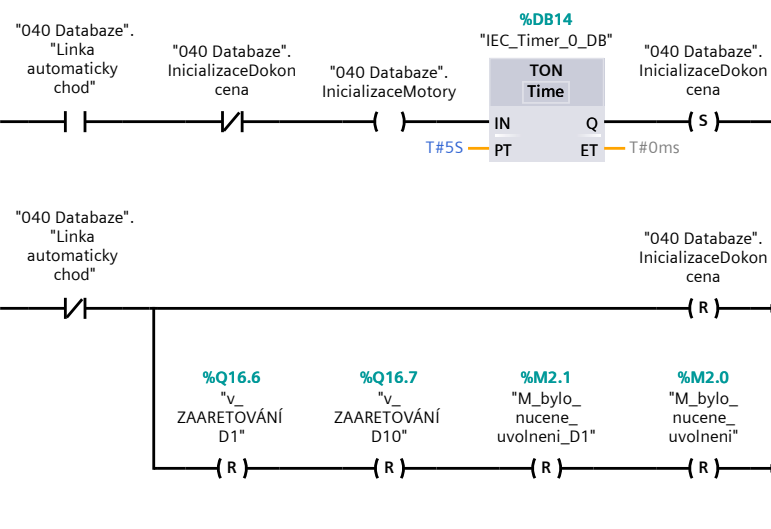 "040 Databaze".
"Linka
automaticky
chod"
"040 Databaze".
InicializaceDokon
cena
"040 Databaze".
InicializaceMotory
%DB14
"IEC_Timer_0_DB"
TON
Time
IN
Q
T#5S
PT
ET
T#0ms
"040 Databaze".
InicializaceDokon
cena
S
"040 Databaze".
"Linka
automaticky
chod"
"040 Databaze".
InicializaceDokon
cena
R
%Q16.6
"v_
ZAARETOVÁNÍ
D1"
R
%Q16.7
"v_
ZAARETOVÁNÍ
D10"
R
%M2.1
"M_bylo_
nucene_
uvolneni_D1"
R
%M2.0
"M_bylo_
nucene_
uvolneni"
R